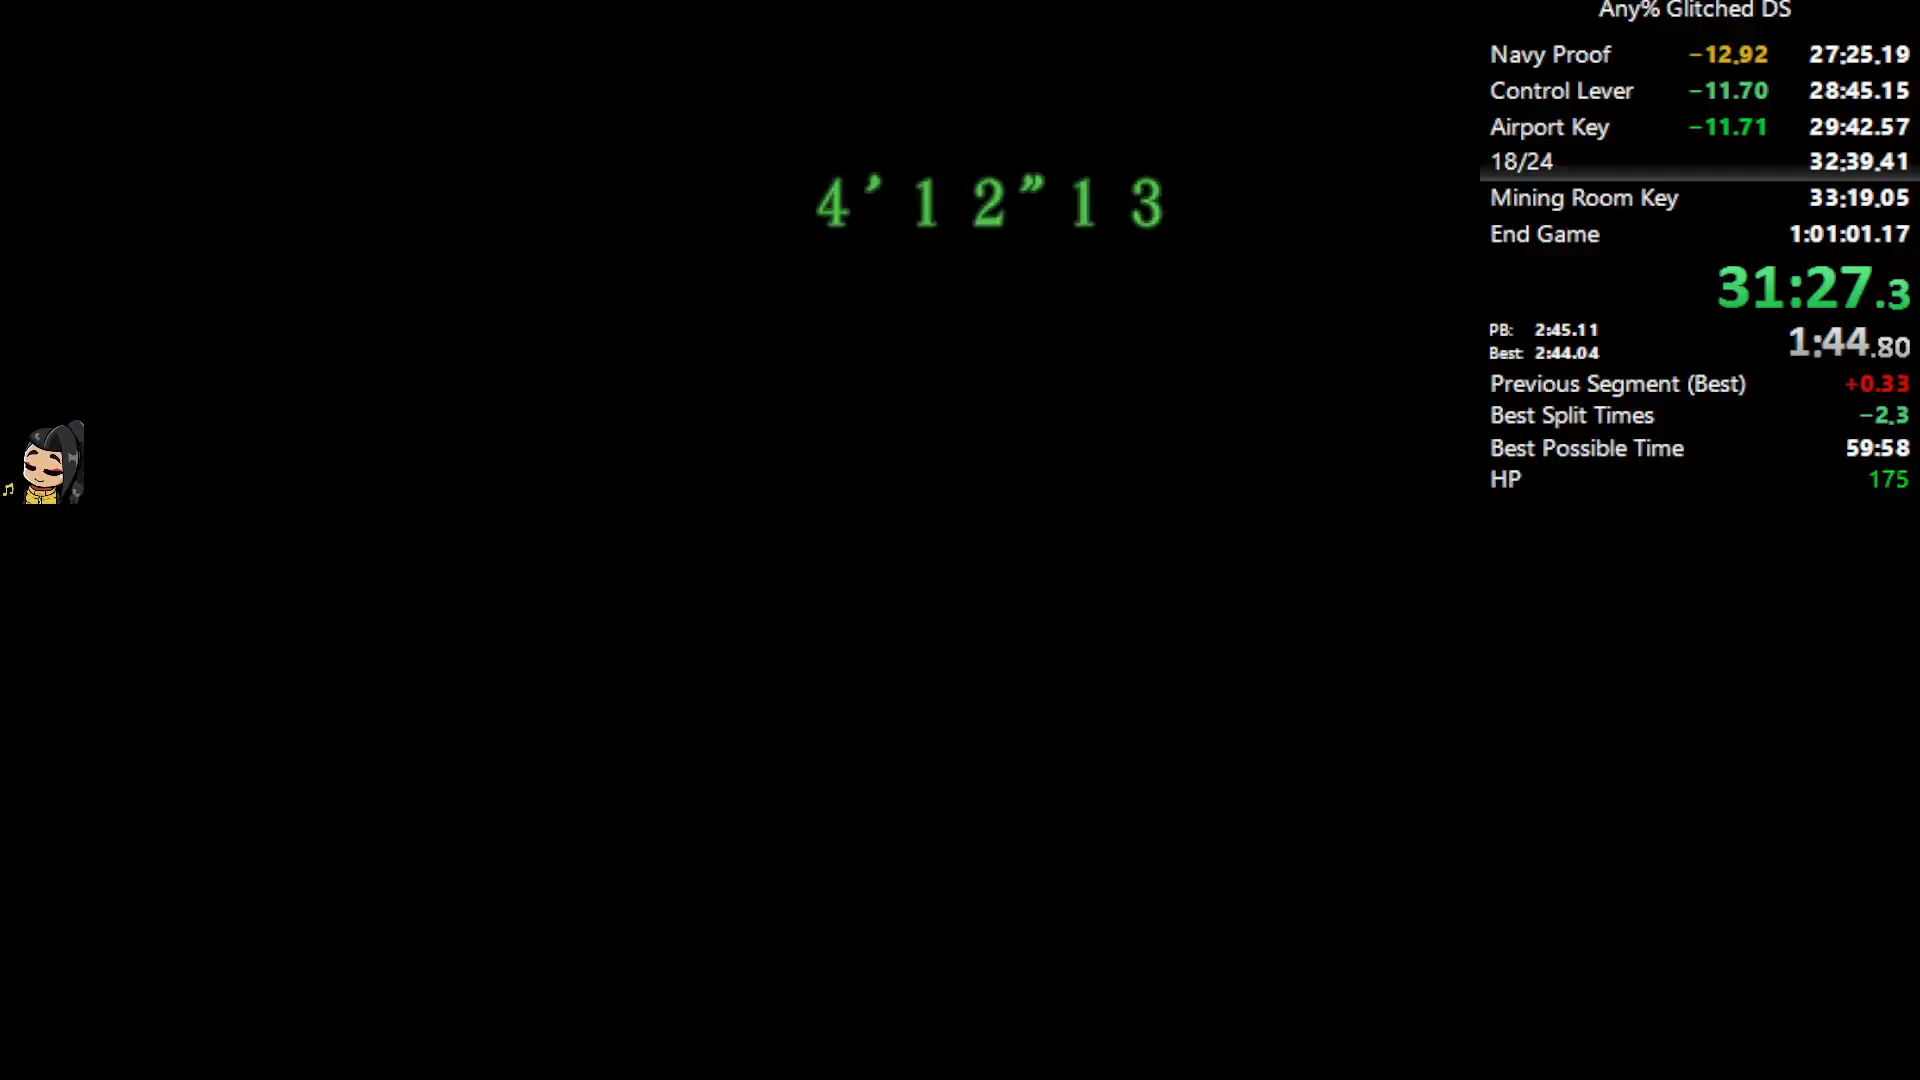 Any% Glitched DS
Navy Proof −12.92 27:25.19
Control Lever −11.70 28:45.15
Airport Key −11.71 29:42.57
4’12”13
18/24 32:39.41
Mining Room Key 33:19.05
End Game 1:01:01.17
31:27.3
PB: 2:45.11
Best: 2:44.04
1:44.80
Previous Segment (Best) +0.33
Best Split Times −2.3
Best Possible Time 59:58
HP 175